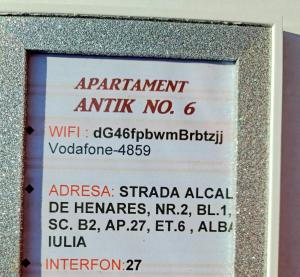 APARTAMENT
ANTIK NO. 6
WIFI : dG46fpbwmBrbtzjj
Vodafone-4859
ADRESA: STRADA ALCAL
DE HENARES, NR.2, BL.1,
SC. B2, AP.27, ET.6 , ALBA
IULIA
INTERFON:27